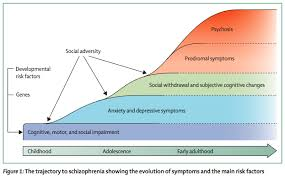 Psychosis
Prodromal symptoms
Social adversity
Social withdrawal and subjective cognitive changes
Developmental
risk factors
Genes
Anxiety and depressive symptoms
Cognitive, motor, and social impairment
Childhood
Adolescence
Early adulthood
Figure 1: The trajectory to schizophrenia showing the evolution of symptoms and the main risk factors